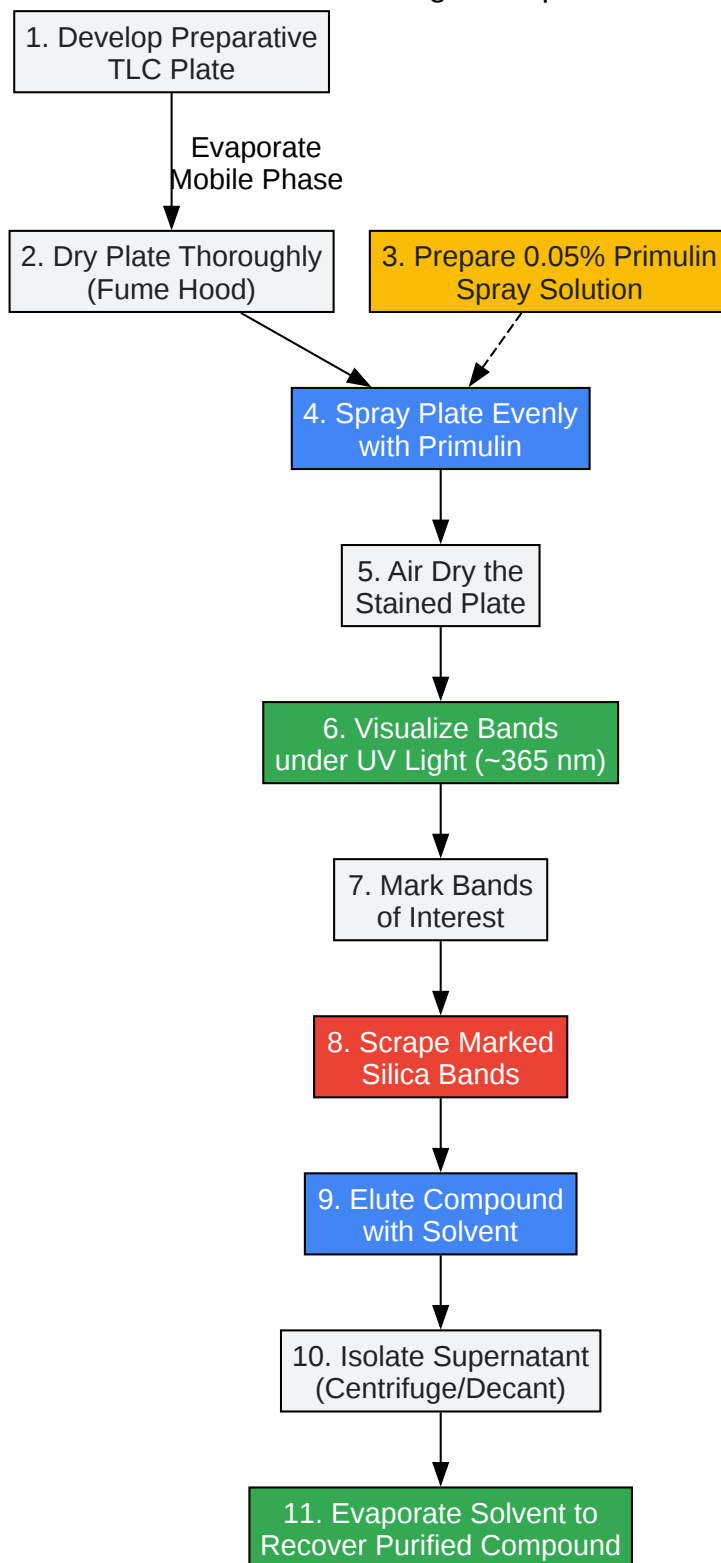 1. Develop Preparative
TLC Plate
Evaporate
Mobile Phase
2. Dry Plate Thoroughly
(Fume Hood)
3. Prepare 0.05% Primulin
Spray Solution
4. Spray Plate Evenly
with Primulin
5. Air Dry the
Stained Plate
6. Visualize Bands
under UV Light (~365 nm)
7. Mark Bands
of Interest
8. Scrape Marked
Silica Bands
9. Elute Compound
with Solvent
10. Isolate Supernatant
(Centrifuge/Decant)
11. Evaporate Solvent to
Recover Purified Compound